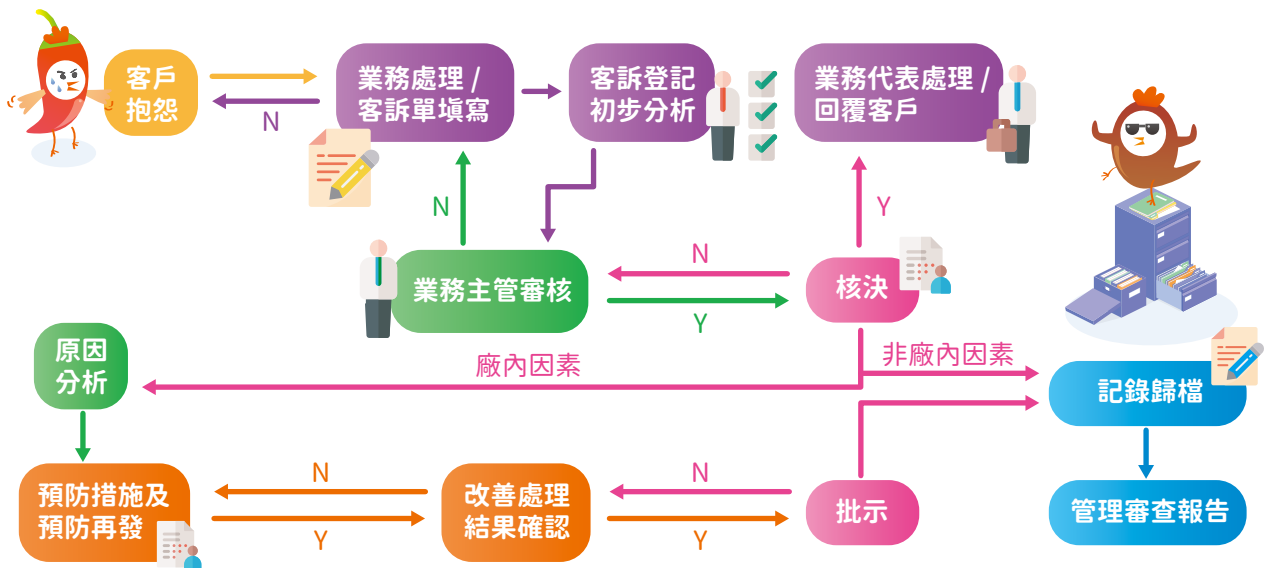 客戶
抱怨
N
業務處理 /
客訴單填寫
客訴登記
初步分析
業務代表處理 /
回覆客戶
N
Y
業務主管審核
N
Y
核決
原因
分析
廠內因素
非廠內因素
記錄歸檔
預防措施及
預防再發
N
Y
改善處理
結果確認
N
Y
批示
管理審查報告